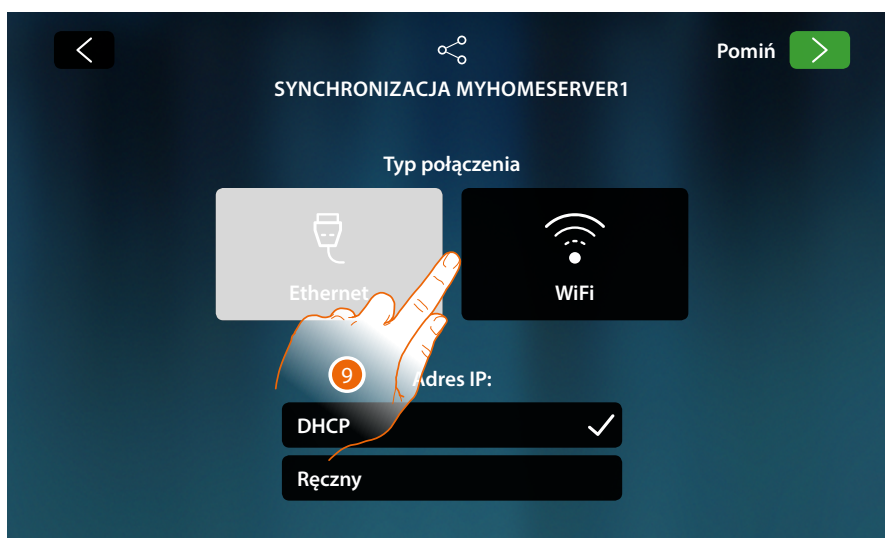 Pomiń
SYNCHRONIZACJA MYHOMESERVER1
Typ połączenia
Ethernet
WiFi
9
Adres IP:
DHCP
Ręczny